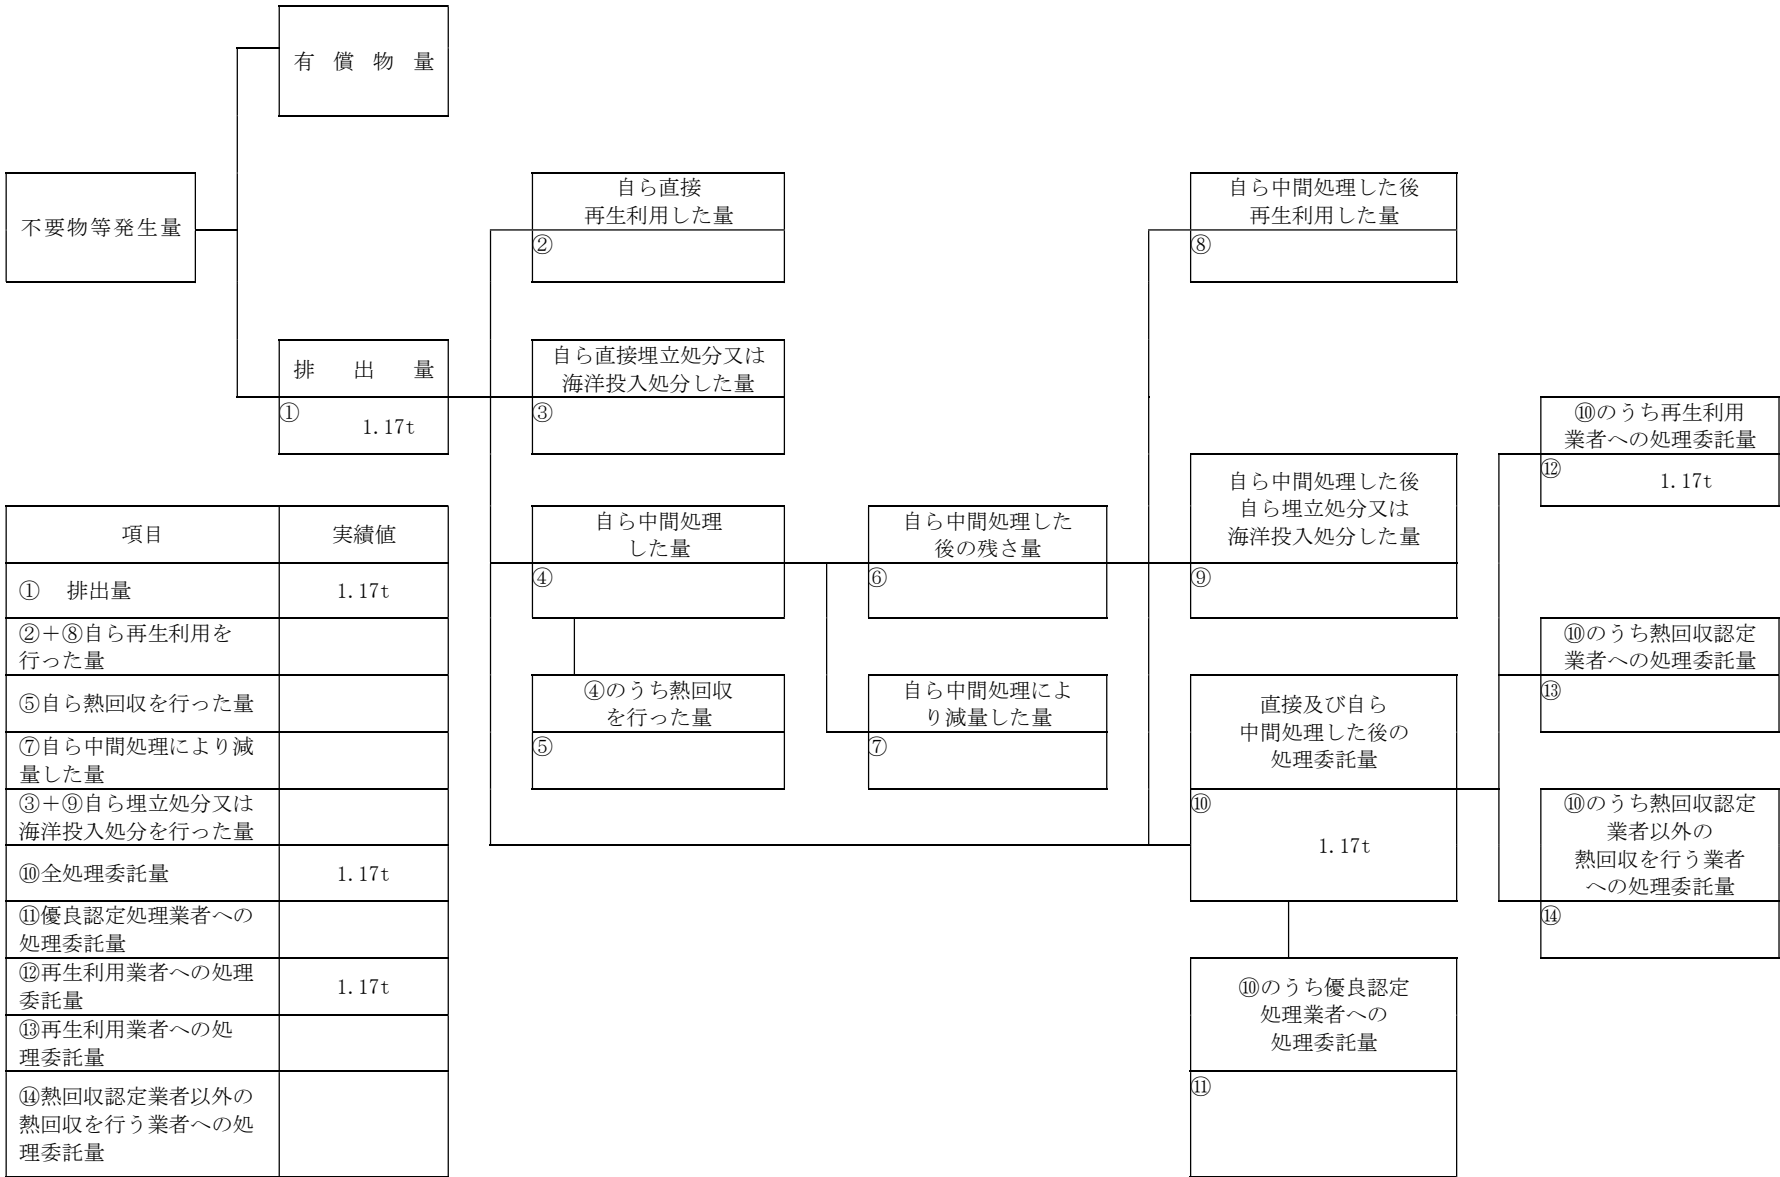 有 償 物 量
不要物等発生量
自ら直接
再生利用した量
②
自ら中間処理した後
再生利用した量
⑧
排 出 量
① 1.17t
自ら直接埋立処分又は
海洋投入処分した量
③
⑩のうち再生利用
業者への処理委託量
⑫ 1.17t
自ら中間処理した後
自ら埋立処分又は
海洋投入処分した量
⑨
自ら中間処理
した量
④
自ら中間処理した
後の残さ量
⑥
⑩のうち熱回収認定
業者への処理委託量
⑬
④のうち熱回収
を行った量
⑤
自ら中間処理によ
り減量した量
⑦
直接及び自ら
中間処理した後の
処理委託量
⑩
1.17t
⑩のうち熱回収認定
業者以外の
熱回収を行う業者
への処理委託量
⑭
⑩のうち優良認定
処理業者への
処理委託量
⑪
項目 実績値
① 排出量 1.17t
②+⑧自ら再生利用を
行った量
⑤自ら熱回収を行った量
⑦自ら中間処理により減
量した量
③+⑨自ら埋立処分又は
海洋投入処分を行った量
⑩全処理委託量 1.17t
⑪優良認定処理業者への
処理委託量
⑫再生利用業者への処理
委託量 1.17t
⑬再生利用業者への処
理委託量
⑭熱回収認定業者以外の
熱回収を行う業者への処
理委託量